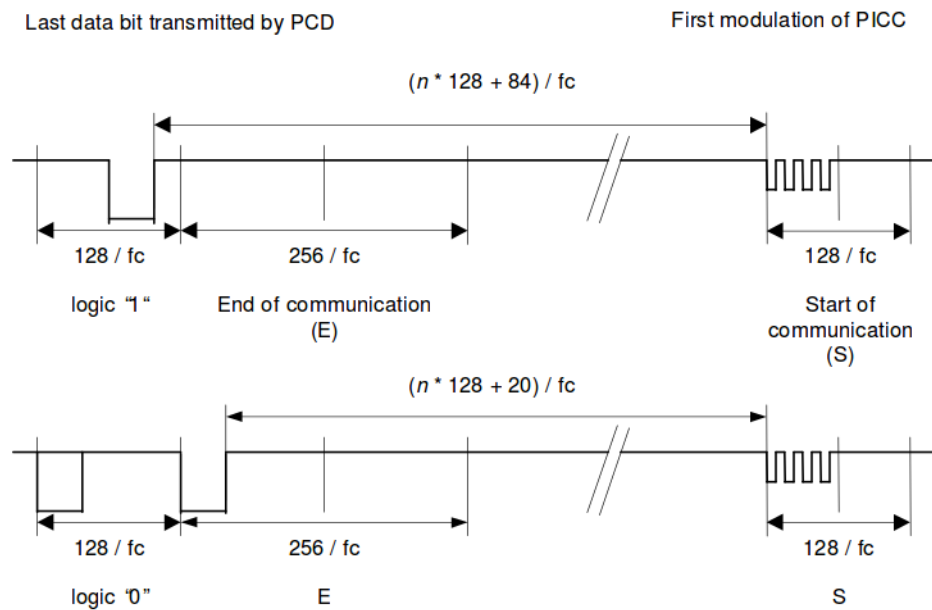 Last data bit transmitted by PCD
First modulation of PICC
(n * 128 + 84) / fc
128 / fc
256 / fc
128 / fc
logic “1“
End of communication
(E)
Start of
communication
(S)
(n * 128 + 20) / fc
128 / fc
256 / fc
128 / fc
logic “0”
E
S